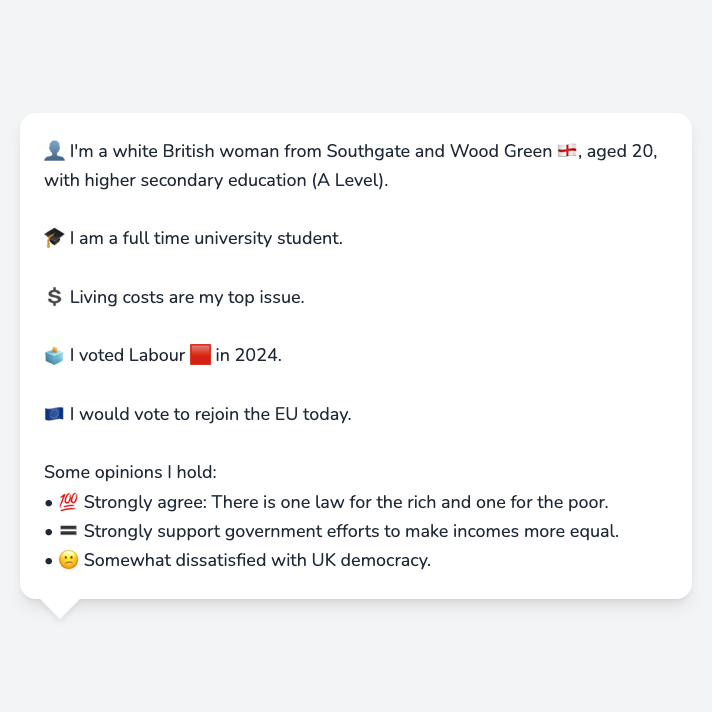 👤 I'm a white British woman from Southgate and Wood Green 🏴󠁧󠁢󠁥󠁮󠁧󠁿, aged 20,
with higher secondary education (A Level).
🎓 I am a full time university student.
💲 Living costs are my top issue.
🗳️ I voted Labour 🟥 in 2024.
🇪🇺 I would vote to rejoin the EU today.
Some opinions I hold:
• 💯 Strongly agree: There is one law for the rich and one for the poor.
• 🟰 Strongly support government efforts to make incomes more equal.
• 😕 Somewhat dissatisfied with UK democracy.